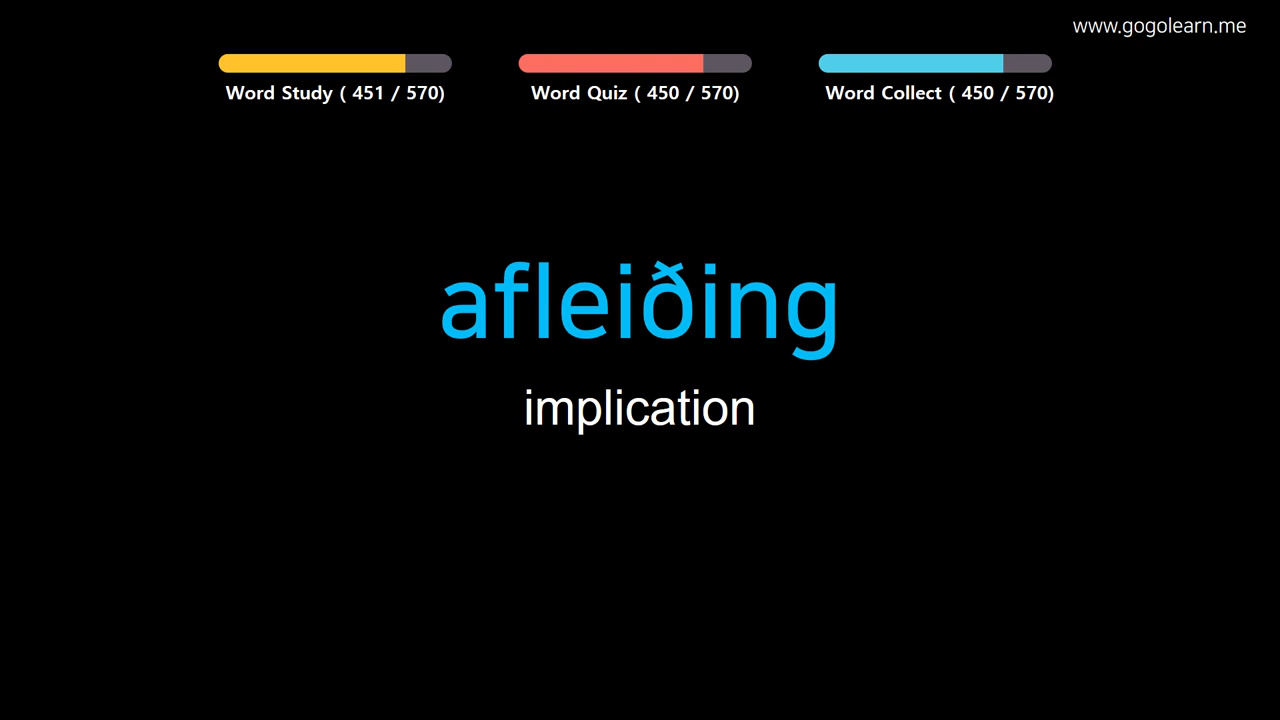 www.gogolearn.me
Word Study ( 451 / 570)
Word Quiz ( 450 / 570)
Word Collect ( 450 / 570)
afleiðing
implication